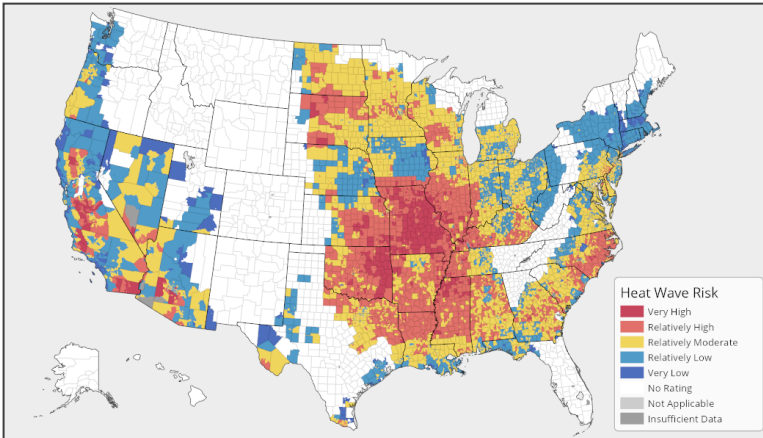 Heat Wave Risk
Very High
Relatively High
Relatively Moderate
Relatively Low
Very Low
No Rating
Not Applicable
Insufficient Data